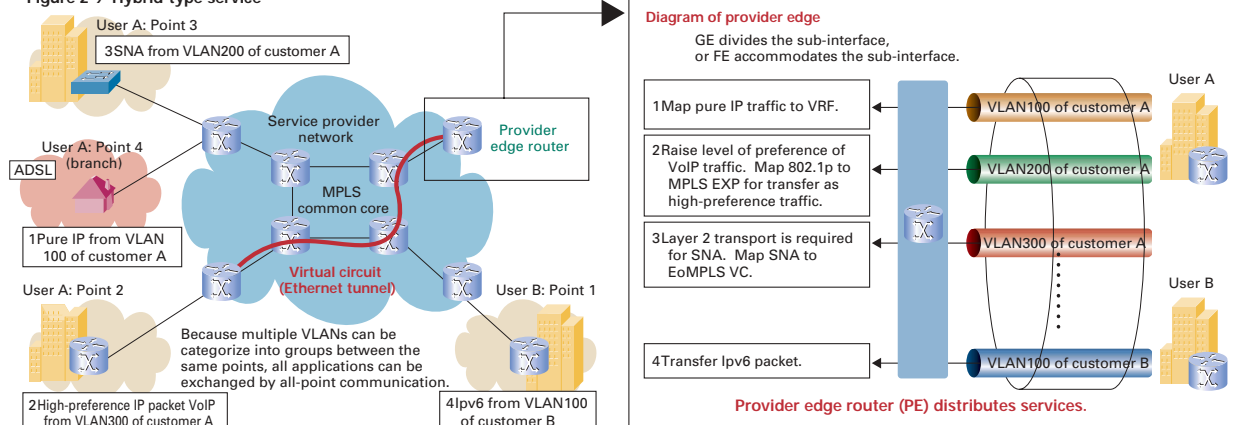 Figure 2-7 Hybrid-type service
User A: Point 3
3SNA from VLAN200 of customer A
Service provider
network
Provider
edge router
User A: Point 4
(branch)
ADSL
MPLS
common core
1Pure IP from VLAN
100 of customer A
Virtual circuit
(Ethernet tunnel)
User A: Point 2
User B: Point 1
Because multiple VLANs can be
categorize into groups between the
same points, all applications can be
exchanged by all-point communication.
2High-preference IP packet VoIP
from VLAN300 of customer A
4Ipv6 from VLAN100
of customer B
Diagram of provider edge
GE divides the sub-interface,
or FE accommodates the sub-interface.
User A
1Map pure IP traffic to VRF.
VLAN100 of customer A
2Raise level of preference of
VoIP traffic. Map 802.1p to
MPLS EXP for transfer as
high-preference traffic.
VLAN200 of customer A
3Layer 2 transport is required
for SNA. Map SNA to
EoMPLS VC.
VLAN300 of customer A
User B
4Transfer Ipv6 packet.
VLAN100 of customer B
Provider edge router (PE) distributes services.